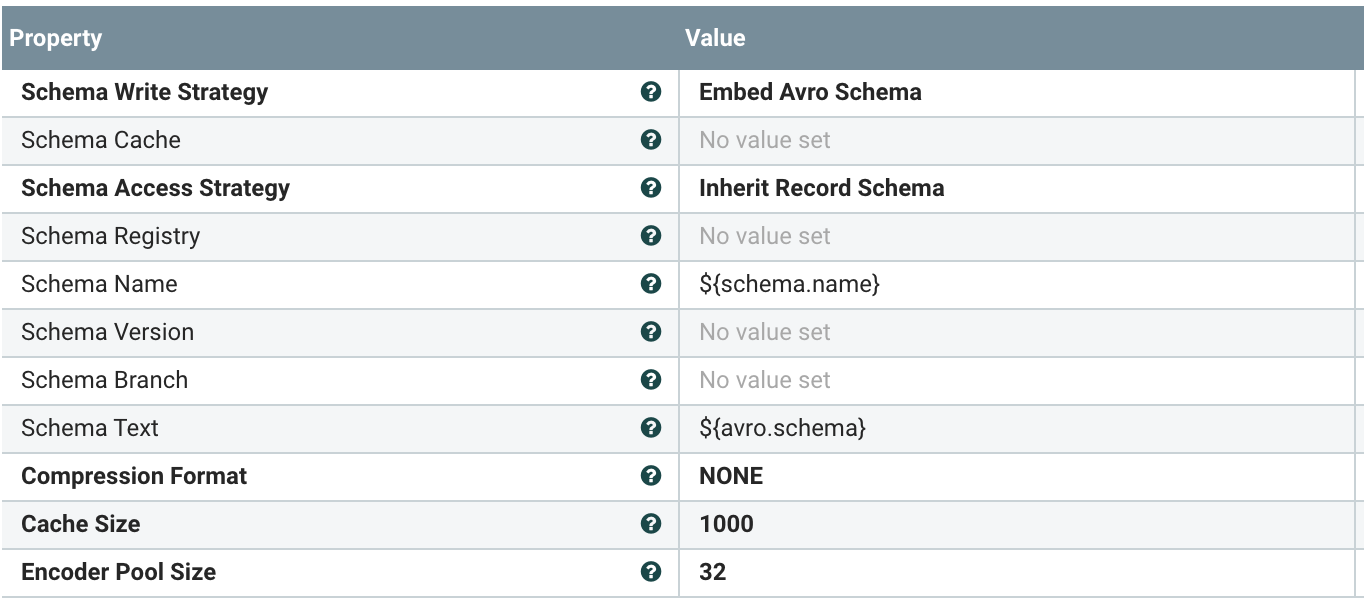 Property Value
Schema Write Strategy ? Embed Avro Schema
Schema Cache ? No value set
Schema Access Strategy ? Inherit Record Schema
Schema Registry ? No value set
Schema Name ? ${schema.name}
Schema Version ? No value set
Schema Branch ? No value set
Schema Text ? ${avro.schema}
Compression Format ? NONE
Cache Size ? 1000
Encoder Pool Size ? 32